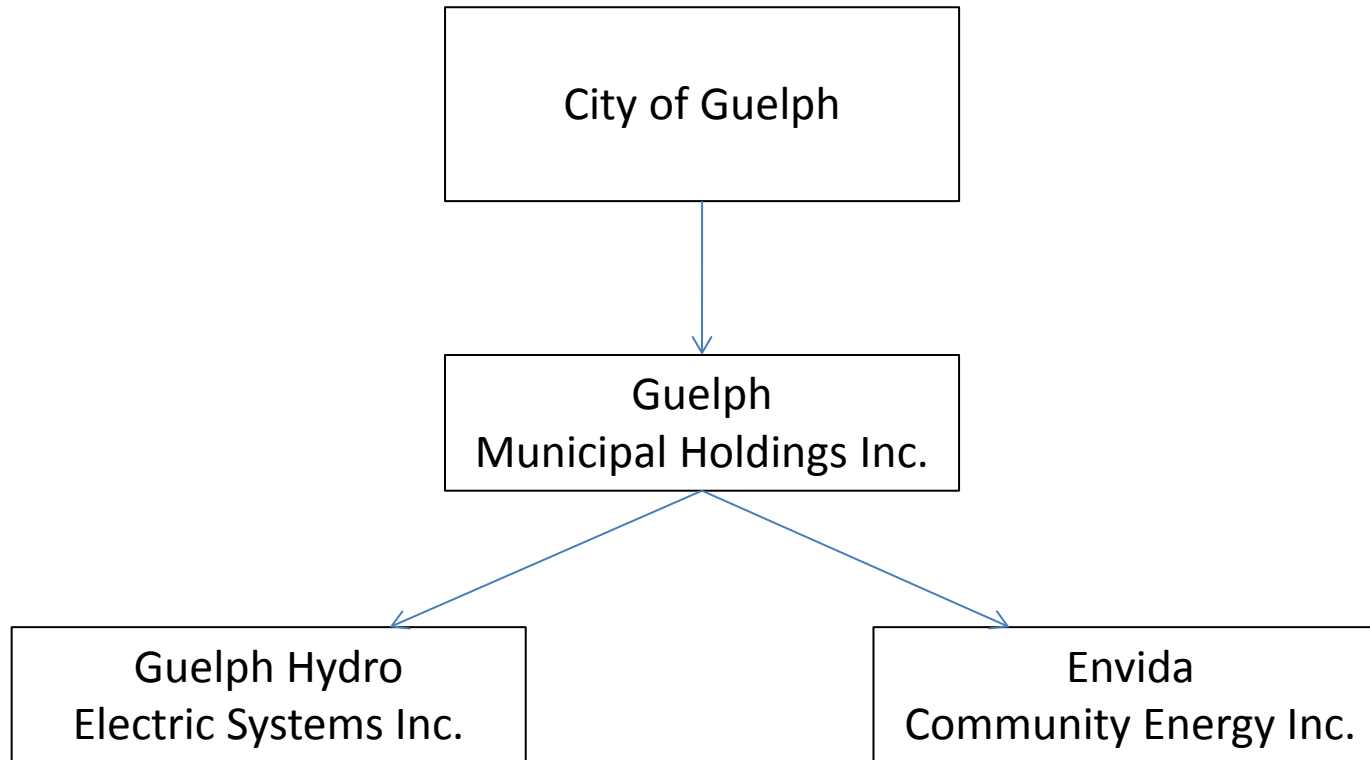 City of Guelph
Guelph
Municipal Holdings Inc.
Guelph Hydro
Electric Systems Inc.
Envida
Community Energy Inc.